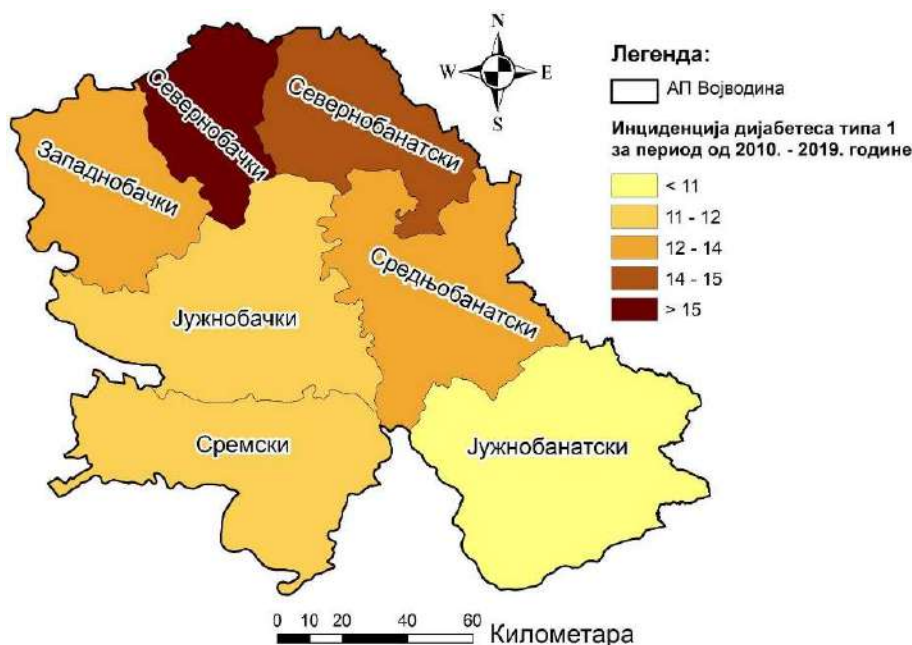 N
W E
S
Легенда:
АП Војводина
Инциденција дијабетеса типа 1
за период од 2010. - 2019. године
< 11
11 - 12
12 - 14
14 - 15
> 15
Севернобачки
Севернобанатски
Западнобачки
Средњобанатски
Јужнобачки
Сремски
Јужнобанатски
0 10 20 40 60
Километара